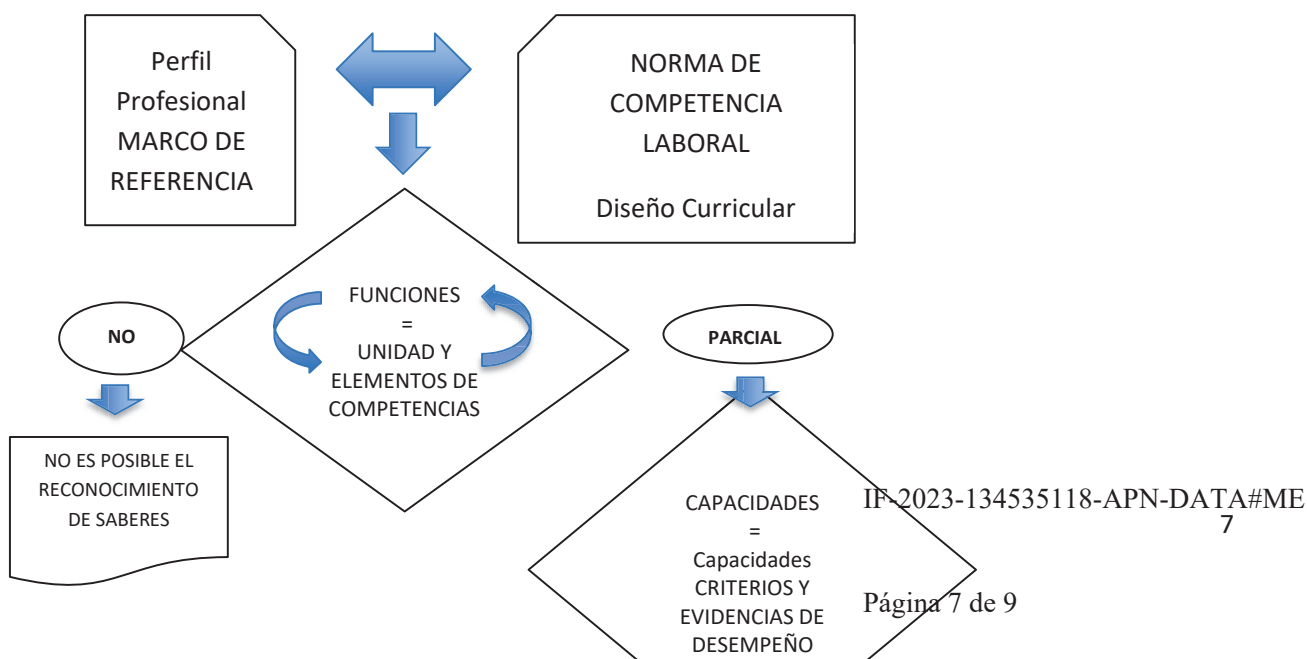 Perfil
Profesional
MARCO DE
REFERENCIA
NORMA DE
COMPETENCIA
LABORAL
Diseño Curricular
FUNCIONES
=
UNIDAD Y
ELEMENTOS DE
COMPETENCIAS
NO
PARCIAL
NO ES POSIBLE EL
RECONOCIMIENTO
DE SABERES
CAPACIDADES
=
Capacidades
CRITERIOS Y
EVIDENCIAS DE
DESEMPEÑO
IF-2023-134535118-APN-DATA#ME
7
Página 7 de 9